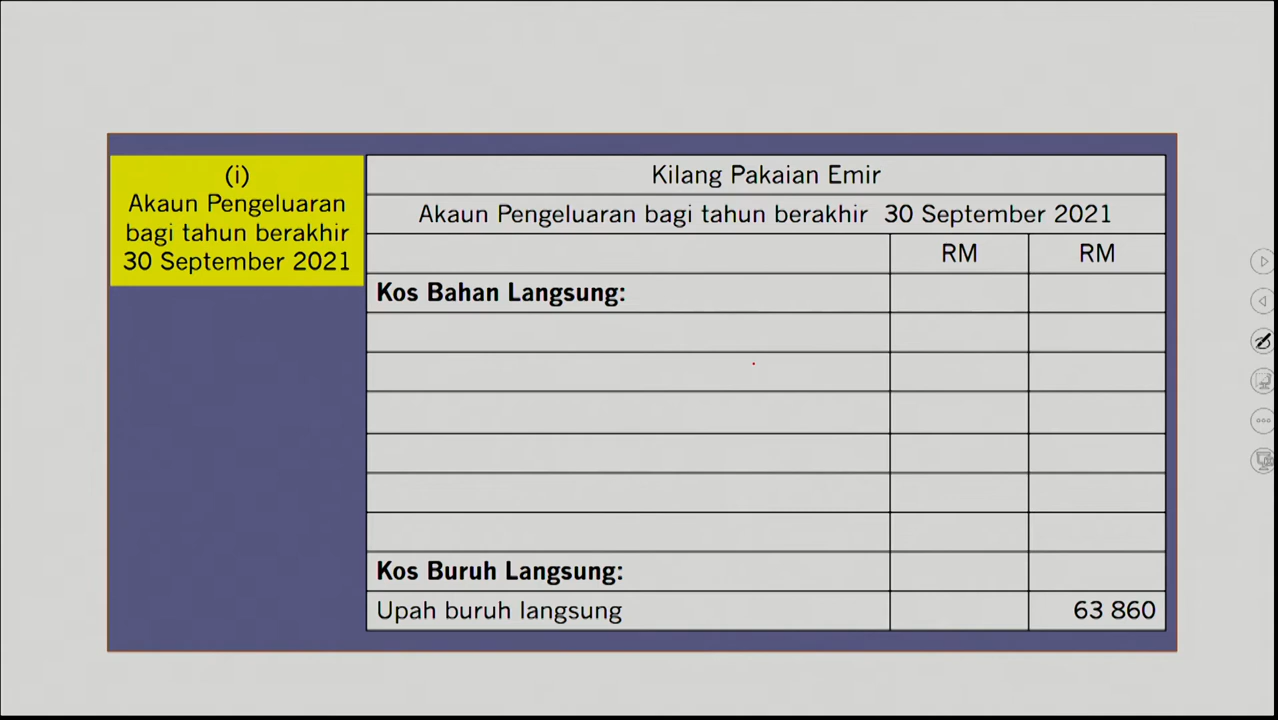 (i)
Akaun Pengeluaran
bagi tahun berakhir
30 September 2021
Kilang Pakaian Emir
Akaun Pengeluaran bagi tahun berakhir 30 September 2021
RM RM
Kos Bahan Langsung:
Kos Buruh Langsung:
Upah buruh langsung 63 860